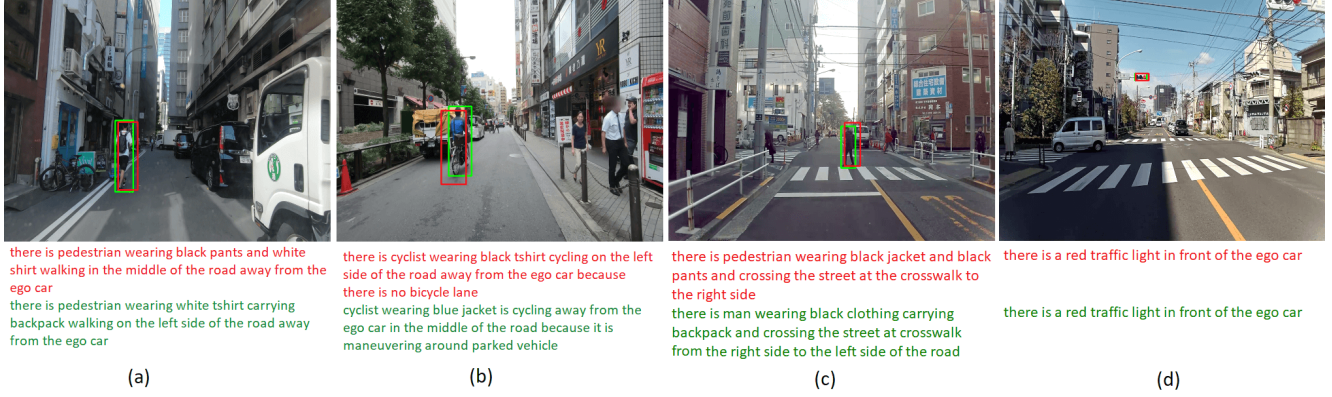 YR
there is pedestrian wearing black pants and white
shirt walking in the middle of the road away from the
ego car
there is pedestrian wearing white tshirt carrying
backpack walking on the left side of the road away
from the ego car
(a)
there is cyclist wearing black tshirt cycling on the left
side of the road away from the ego car because
there is no bicycle lane
cyclist wearing blue jacket is cycling away from the
ego car in the middle of the road because it is
maneuvering around parked vehicle
(b)
there is pedestrian wearing black jacket and black
pants and crossing the street at the crosswalk to
the right side
there is man wearing black clothing carrying
backpack and crossing the street at crosswalk
from the right side to the left side of the road
(c)
there is a red traffic light in front of the ego car
there is a red traffic light in front of the ego car
(d)